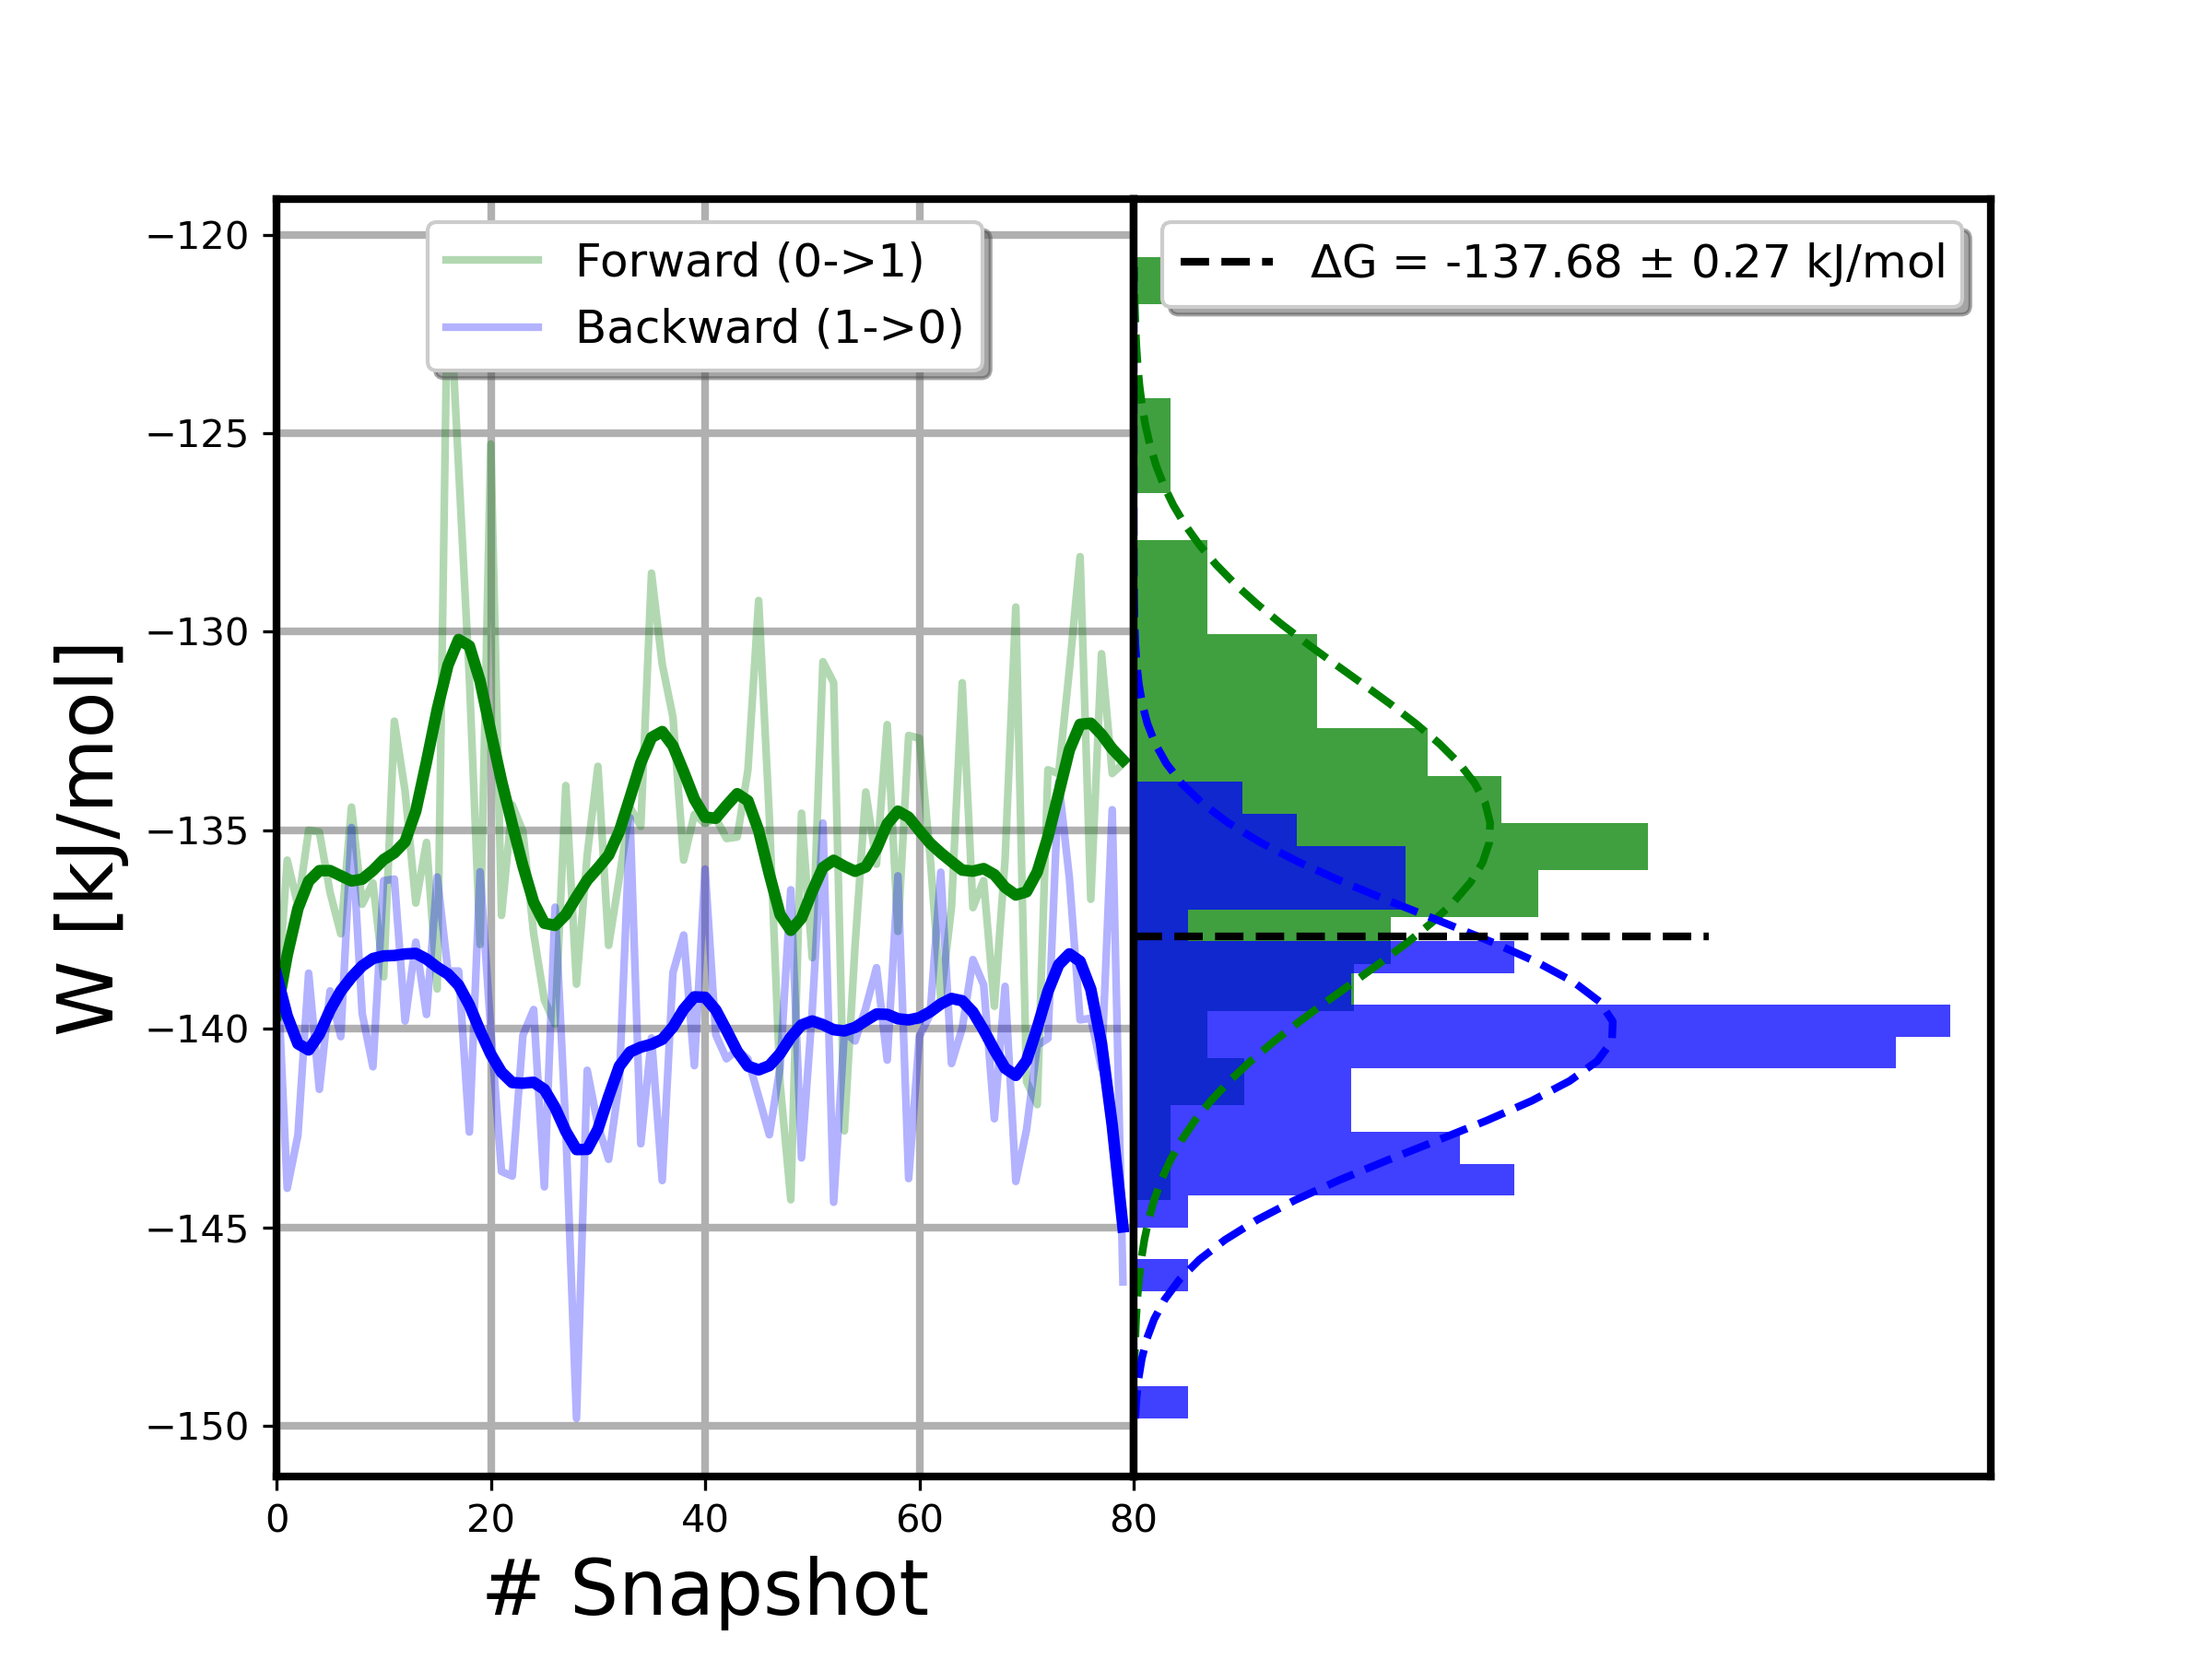 Forward (0->1)
Backward (1->0)
ΔG = -137.68 ± 0.27 kJ/mol
−120
−125
−130
−135
−140
−145
−150
W [kJ/mol]
0 20 40 60 80
# Snapshot